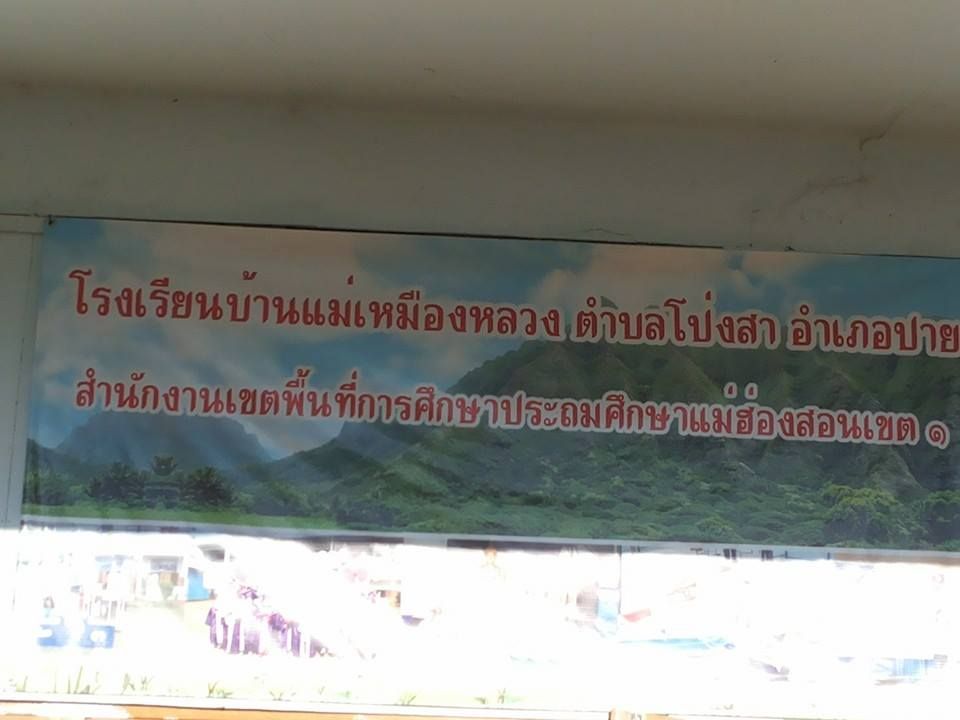 โรงเรียนบ้านแม่เหมืองหลวง ตำบลโป่งสา อำเภอปาย
สำนักงานเขตพื้นที่การศึกษาประถมศึกษาแม่ฮ่องสอนเขต ๑